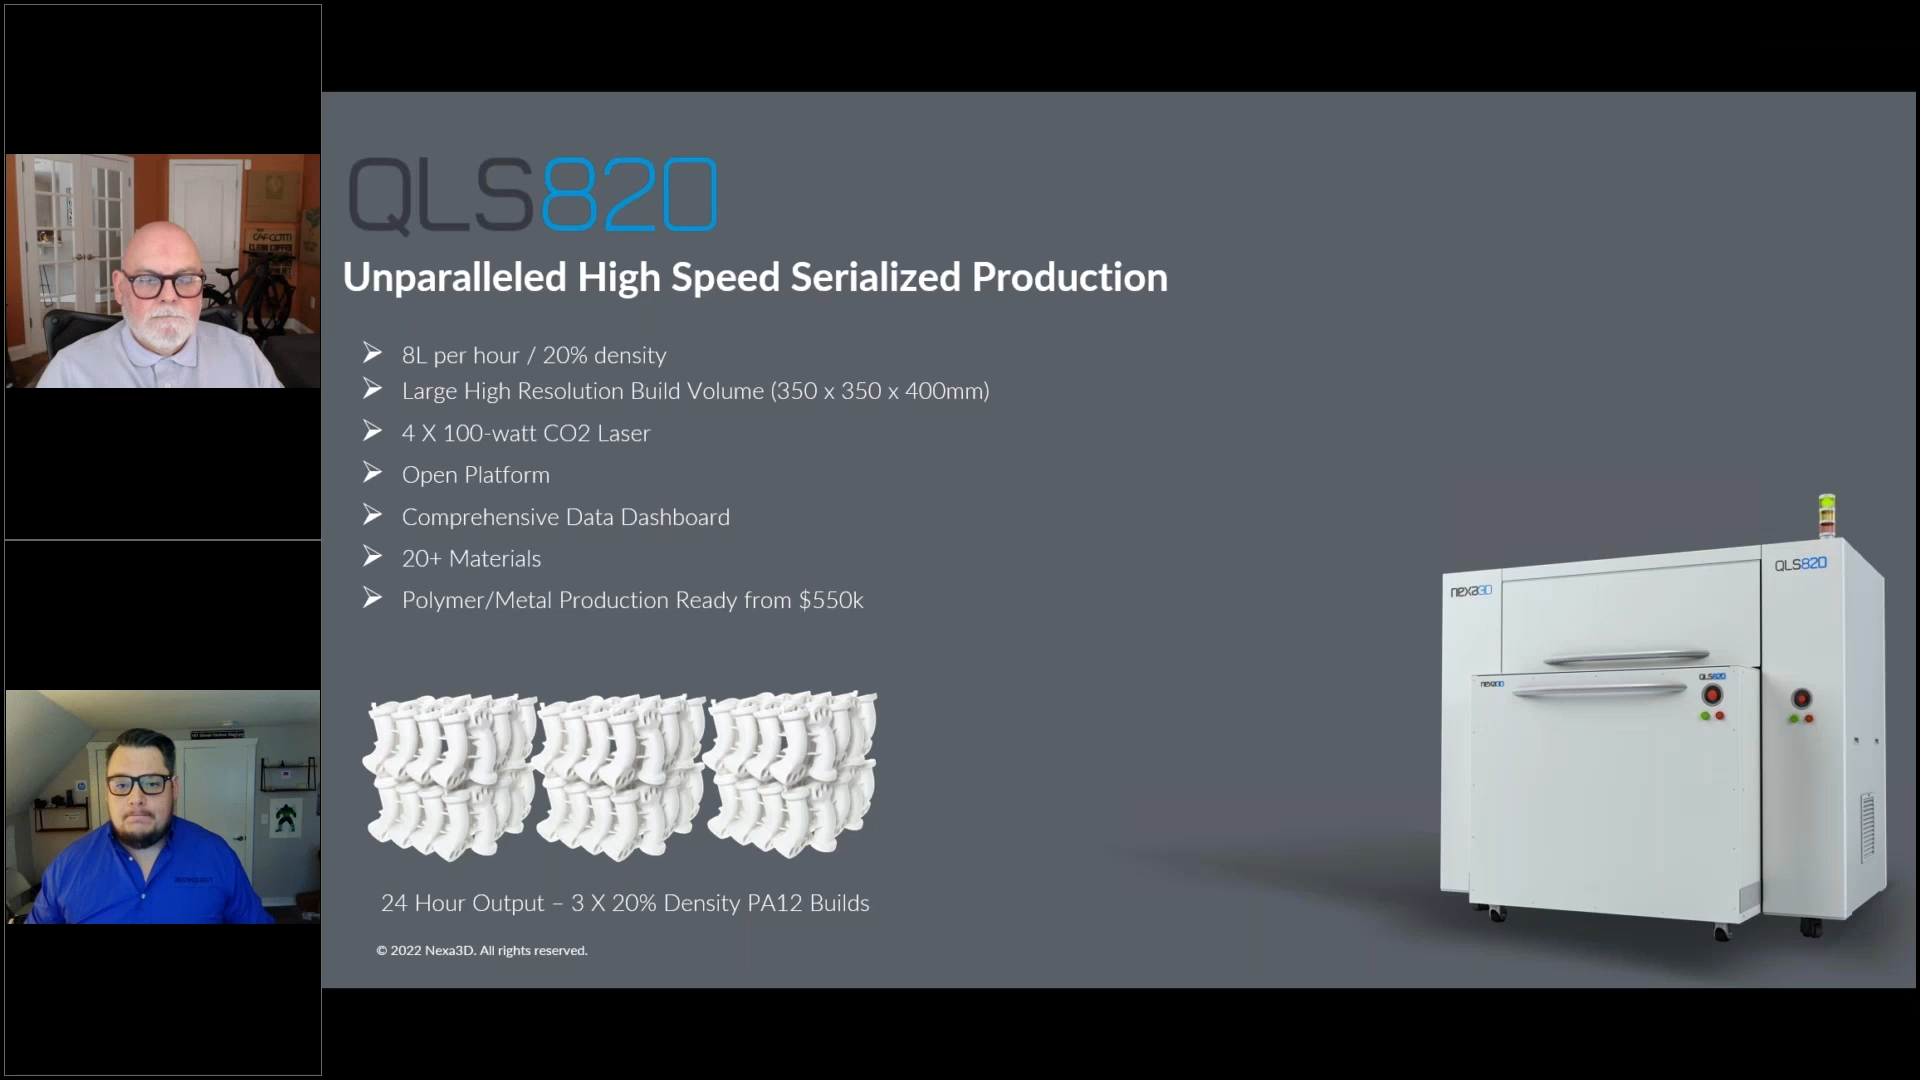 QLS820
Unparalleled High Speed Serialized Production
8L per hour / 20% density
Large High Resolution Build Volume (350 x 350 x 400mm)
4 X 100-watt CO2 Laser
Open Platform
Comprehensive Data Dashboard
20+ Materials
Polymer/Metal Production Ready from $550k
24 Hour Output – 3 X 20% Density PA12 Builds
© 2022 Nexa3D. All rights reserved.
QLS820
nexa3D
QLS820
nexa3D